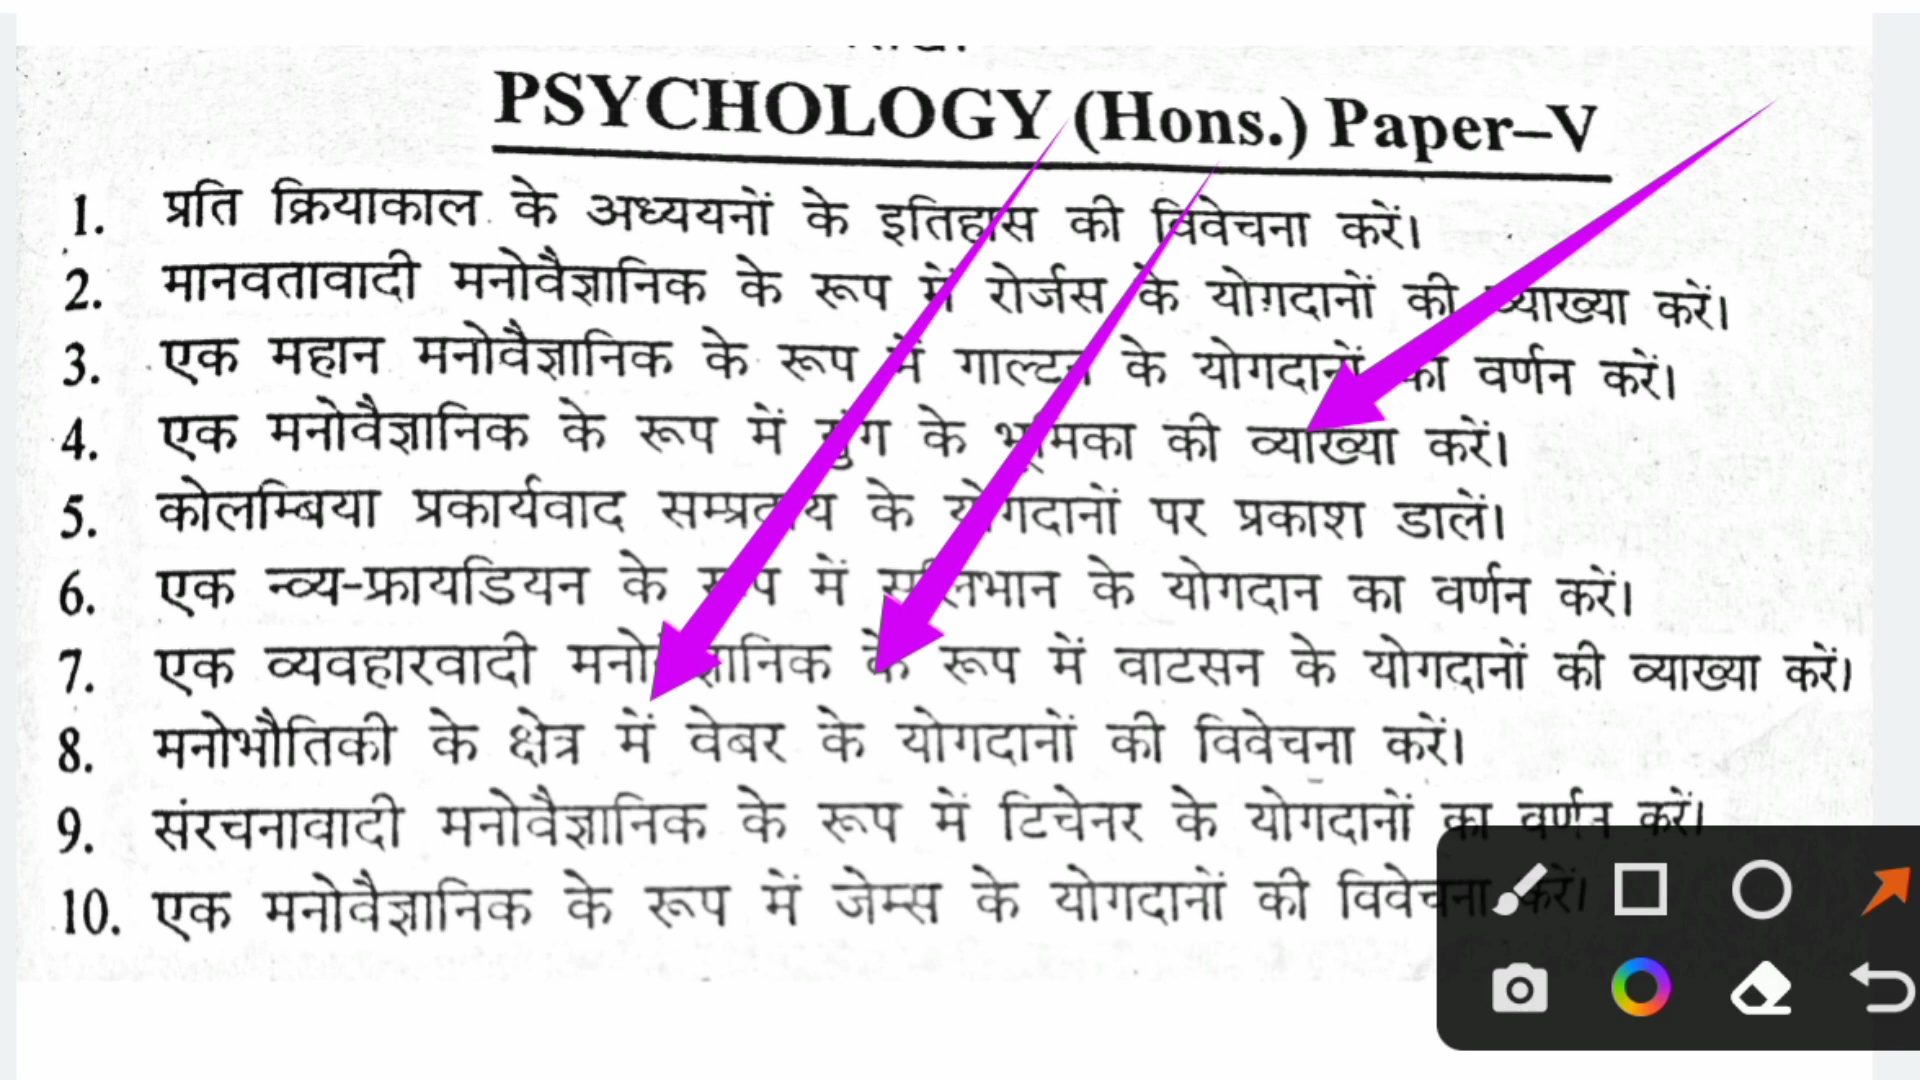 PSYCHOLOGY (Hons.) Paper–V
1. प्रति क्रियाकाल के अध्ययनों के इतिहास की विवेचना करें।
2. मानवतावादी मनोवैज्ञानिक के रूप में रोर्जस के योग़दानों की व्याख्या करें।
3. एक महान मनोवैज्ञानिक के रूप में गाल्टन के योगदानों का वर्णन करें।
4. एक मनोवैज्ञानिक के रूप में युंग के भूमिका की व्याख्या करें।
5. कोलम्बिया प्रकार्यवाद सम्प्रदाय के योगदानों पर प्रकाश डालें।
6. एक न्व्य-फ्रायडियन के रूप में सलिभान के योगदान का वर्णन करें।
7. एक व्यवहारवादी मनोवैज्ञानिक के रूप में वाटसन के योगदानों की व्याख्या करें।
8. मनोभौतिकी के क्षेत्र में वेबर के योगदानों की विवेचना करें।
9. संरचनावादी मनोवैज्ञानिक के रूप में टिचेनर के योगदानों का वर्णन करें।
10. एक मनोवैज्ञानिक के रूप में जेम्स के योगदानों की विवेचना करें।